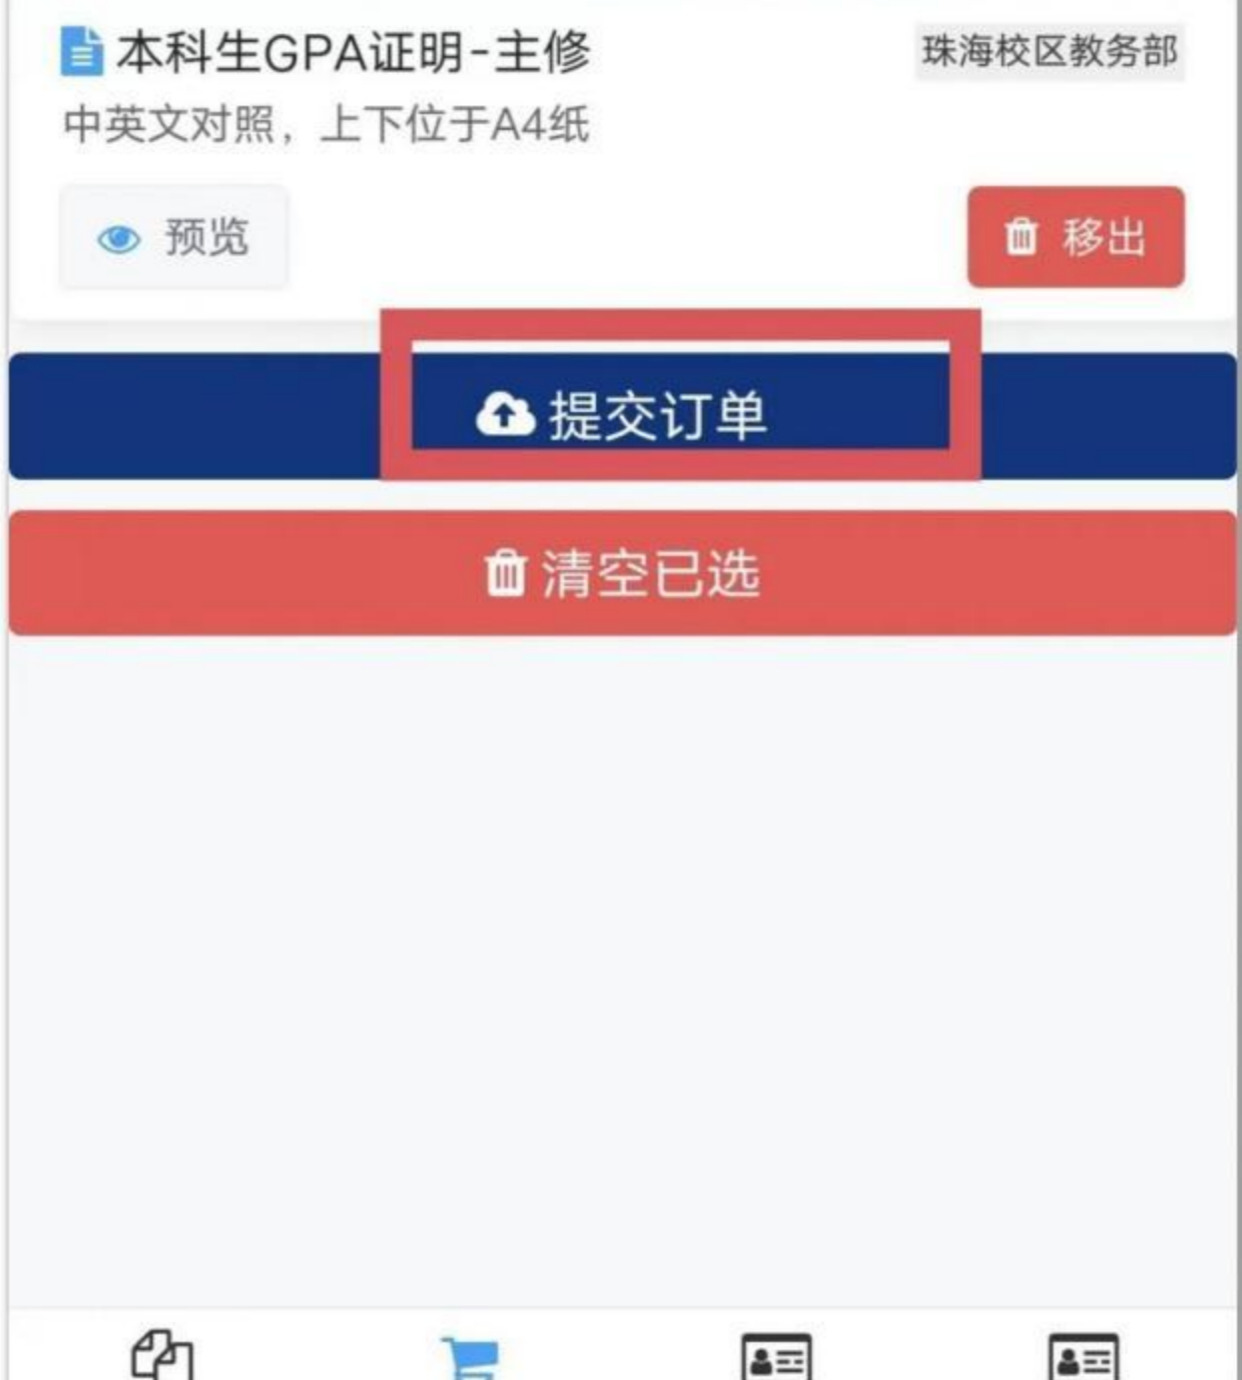 本科生GPA证明-主修
珠海校区教务部
中英文对照，上下位于A4纸
预览
移出
提交订单
清空已选